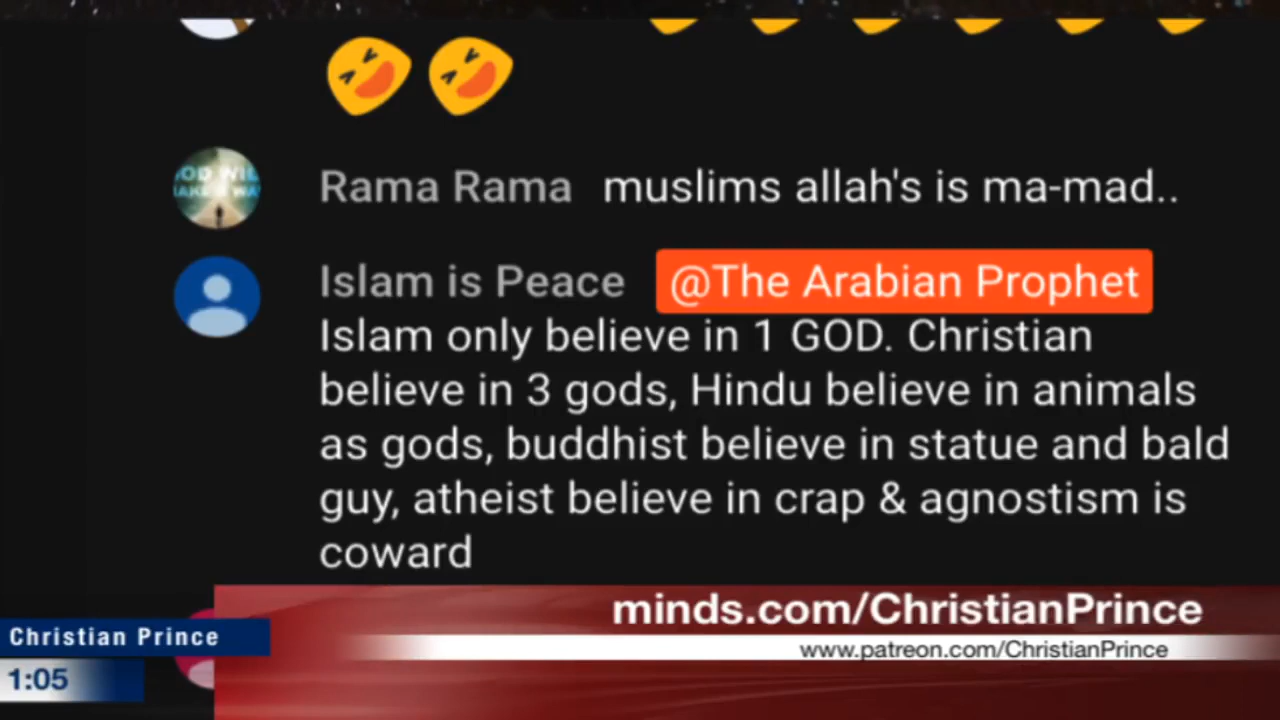 Rama Rama muslims allah's is ma-mad..
Islam is Peace @The Arabian Prophet
Islam only believe in 1 GOD. Christian
believe in 3 gods, Hindu believe in animals
as gods, buddhist believe in statue and bald
guy, atheist believe in crap & agnostism is
coward
minds.com/ChristianPrince
Christian Prince
www.patreon.com/ChristianPrince
1:05